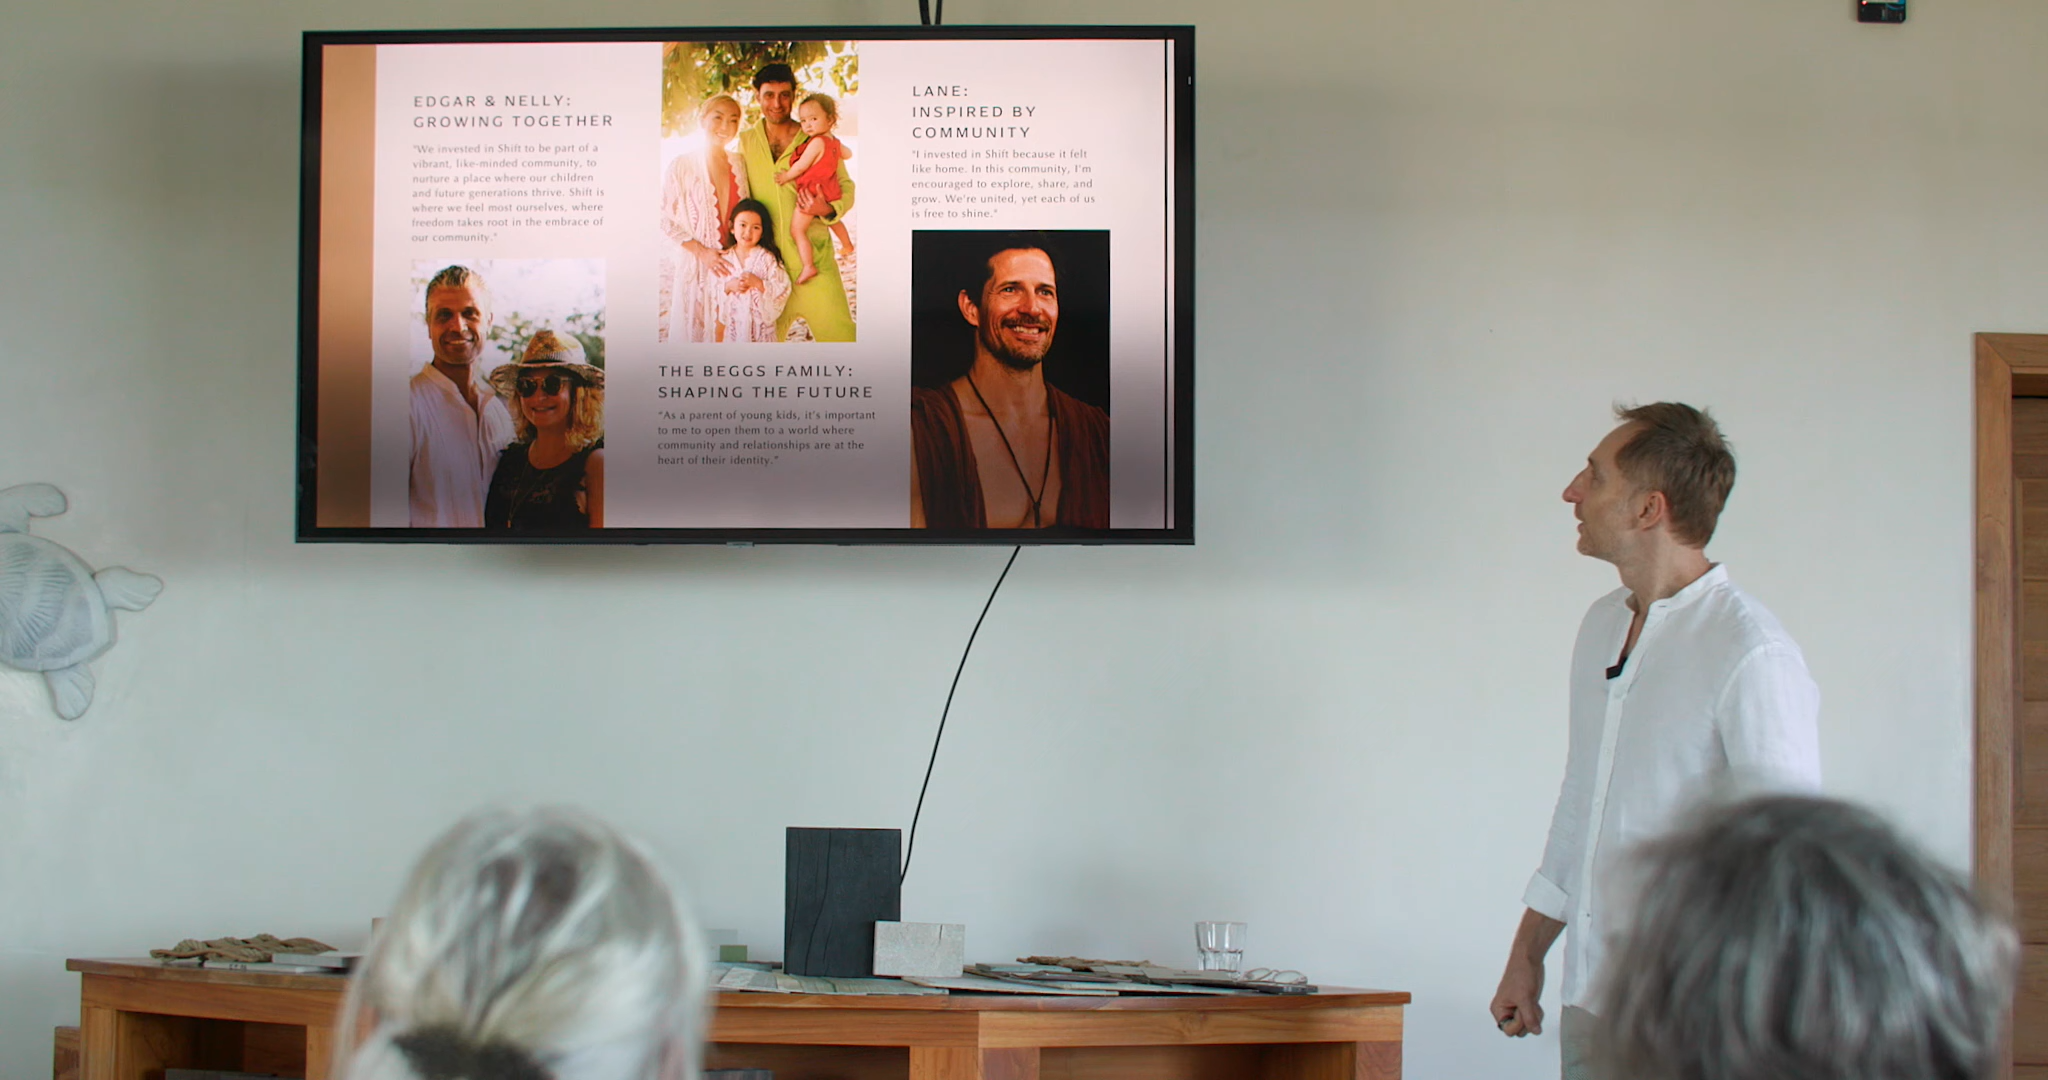 EDGAR & NELLY:
GROWING TOGETHER
"We invested in Shift to be part of a
vibrant, like-minded community, to
nurture a place where our children
and future generations thrive. Shift is
where we feel most ourselves, where
freedom takes root in the embrace of
our community."
THE BEGGS FAMILY:
SHAPING THE FUTURE
"As a parent of young kids, it's important
to me to open them to a world where
community and relationships are at the
heart of their identity."
LANE:
INSPIRED BY
COMMUNITY
"I invested in Shift because it felt
like home. In this community, I'm
encouraged to explore, share, and
grow. We're united, yet each of us
is free to shine."